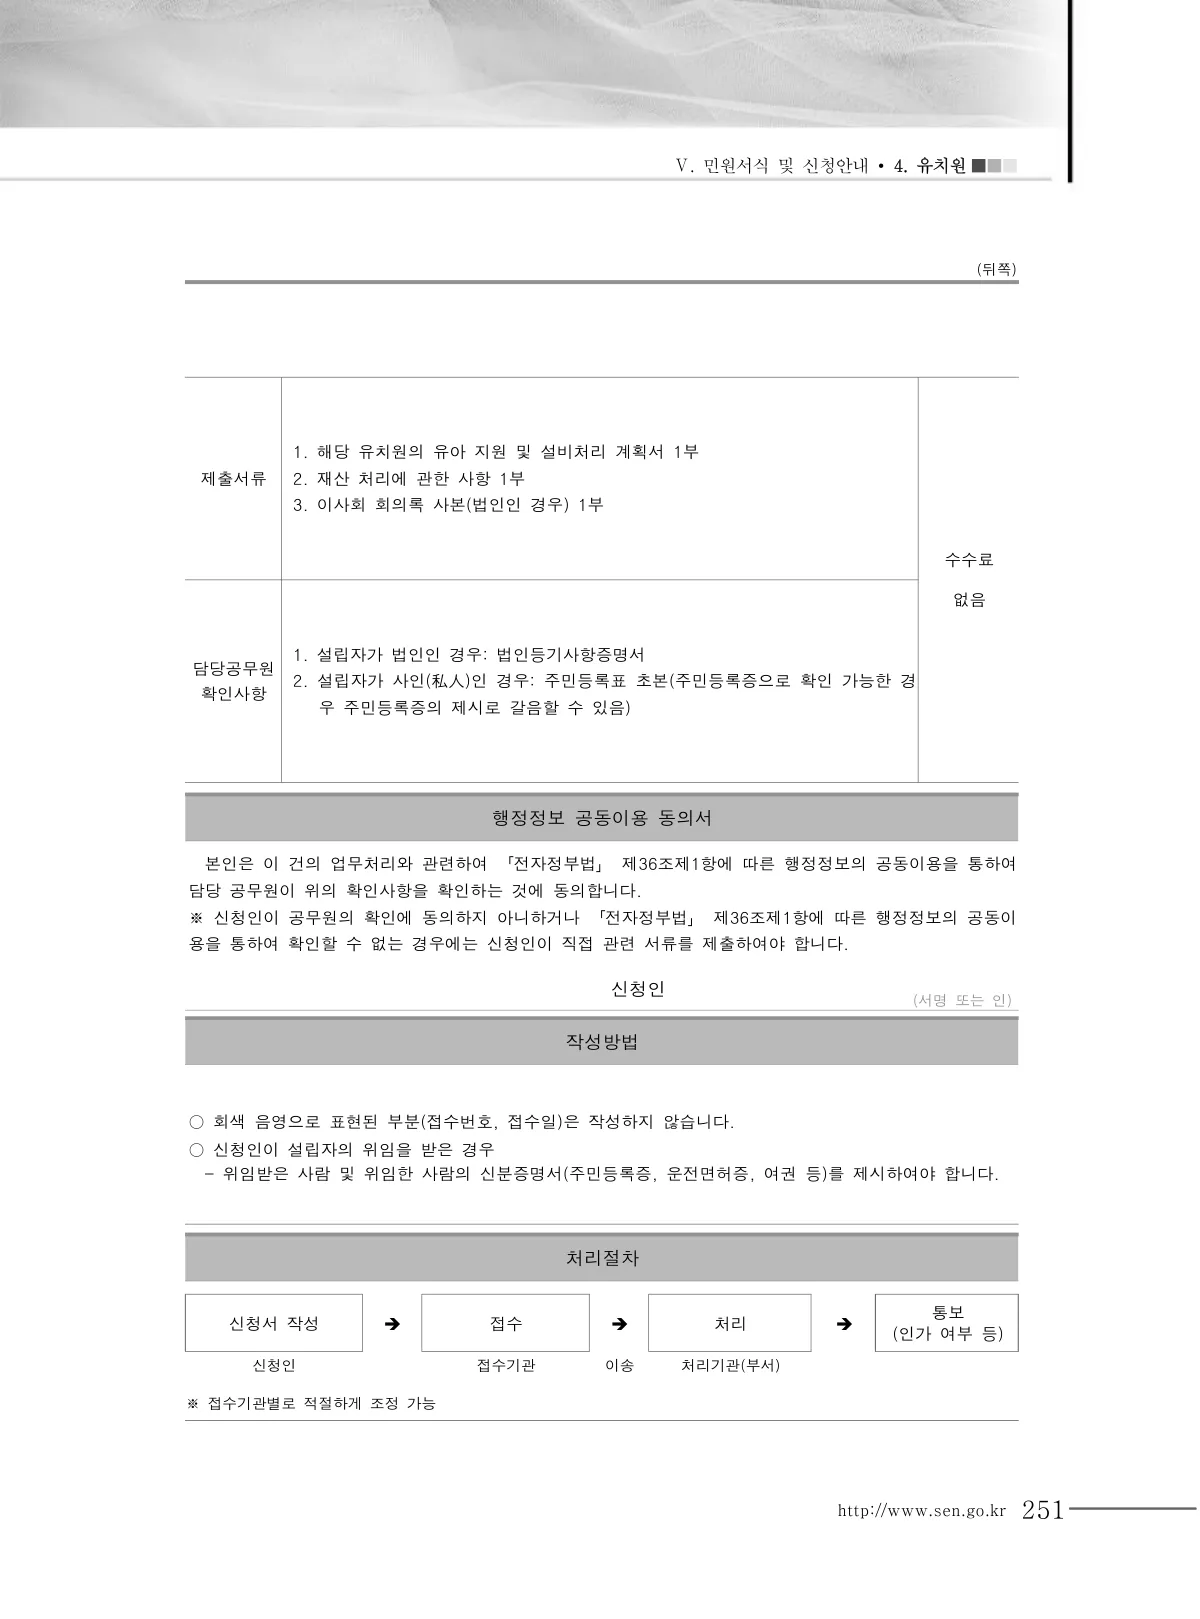 Ⅴ. 민원서식 및 신청안내 • 4. 유치원
(뒤쪽)
제출서류
1. 해당 유치원의 유아 지원 및 설비처리 계획서 1부
2. 재산 처리에 관한 사항 1부
3. 이사회 회의록 사본(법인인 경우) 1부
수수료
없음
담당공무원
확인사항
1. 설립자가 법인인 경우: 법인등기사항증명서
2. 설립자가 사인(私人)인 경우: 주민등록표 초본(주민등록증으로 확인 가능한 경
우 주민등록증의 제시로 갈음할 수 있음)
행정정보 공동이용 동의서
본인은 이 건의 업무처리와 관련하여 「전자정부법」 제36조제1항에 따른 행정정보의 공동이용을 통하여
담당 공무원이 위의 확인사항을 확인하는 것에 동의합니다.
※ 신청인이 공무원의 확인에 동의하지 아니하거나 「전자정부법」 제36조제1항에 따른 행정정보의 공동이
용을 통하여 확인할 수 없는 경우에는 신청인이 직접 관련 서류를 제출하여야 합니다.
신청인
(서명 또는 인)
작성방법
○ 회색 음영으로 표현된 부분(접수번호, 접수일)은 작성하지 않습니다.
○ 신청인이 설립자의 위임을 받은 경우
- 위임받은 사람 및 위임한 사람의 신분증명서(주민등록증, 운전면허증, 여권 등)를 제시하여야 합니다.
처리절차
신청서 작성 ➔ 접수 ➔ 처리 ➔ 통보
(인가 여부 등)
신청인 접수기관 이송 처리기관(부서)
※ 접수기관별로 적절하게 조정 가능
http://www.sen.go.kr 251